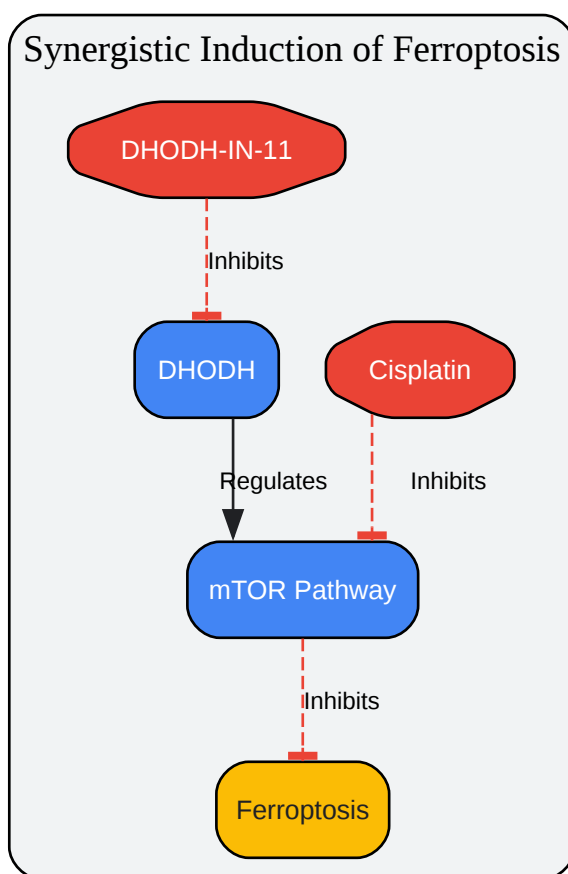 Synergistic Induction of Ferroptosis
DHODH-IN-11
Inhibits
DHODH
Cisplatin
Regulates
Inhibits
mTOR Pathway
Inhibits
Ferroptosis